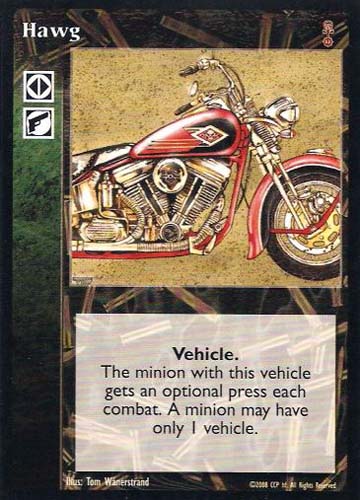 Hawg
Vehicle.
The minion with this vehicle
gets an optional press each
combat. A minion may have
only 1 vehicle.
Illus: Tom Wänerstrand
©2008 CCP hf. All Rights Reserved